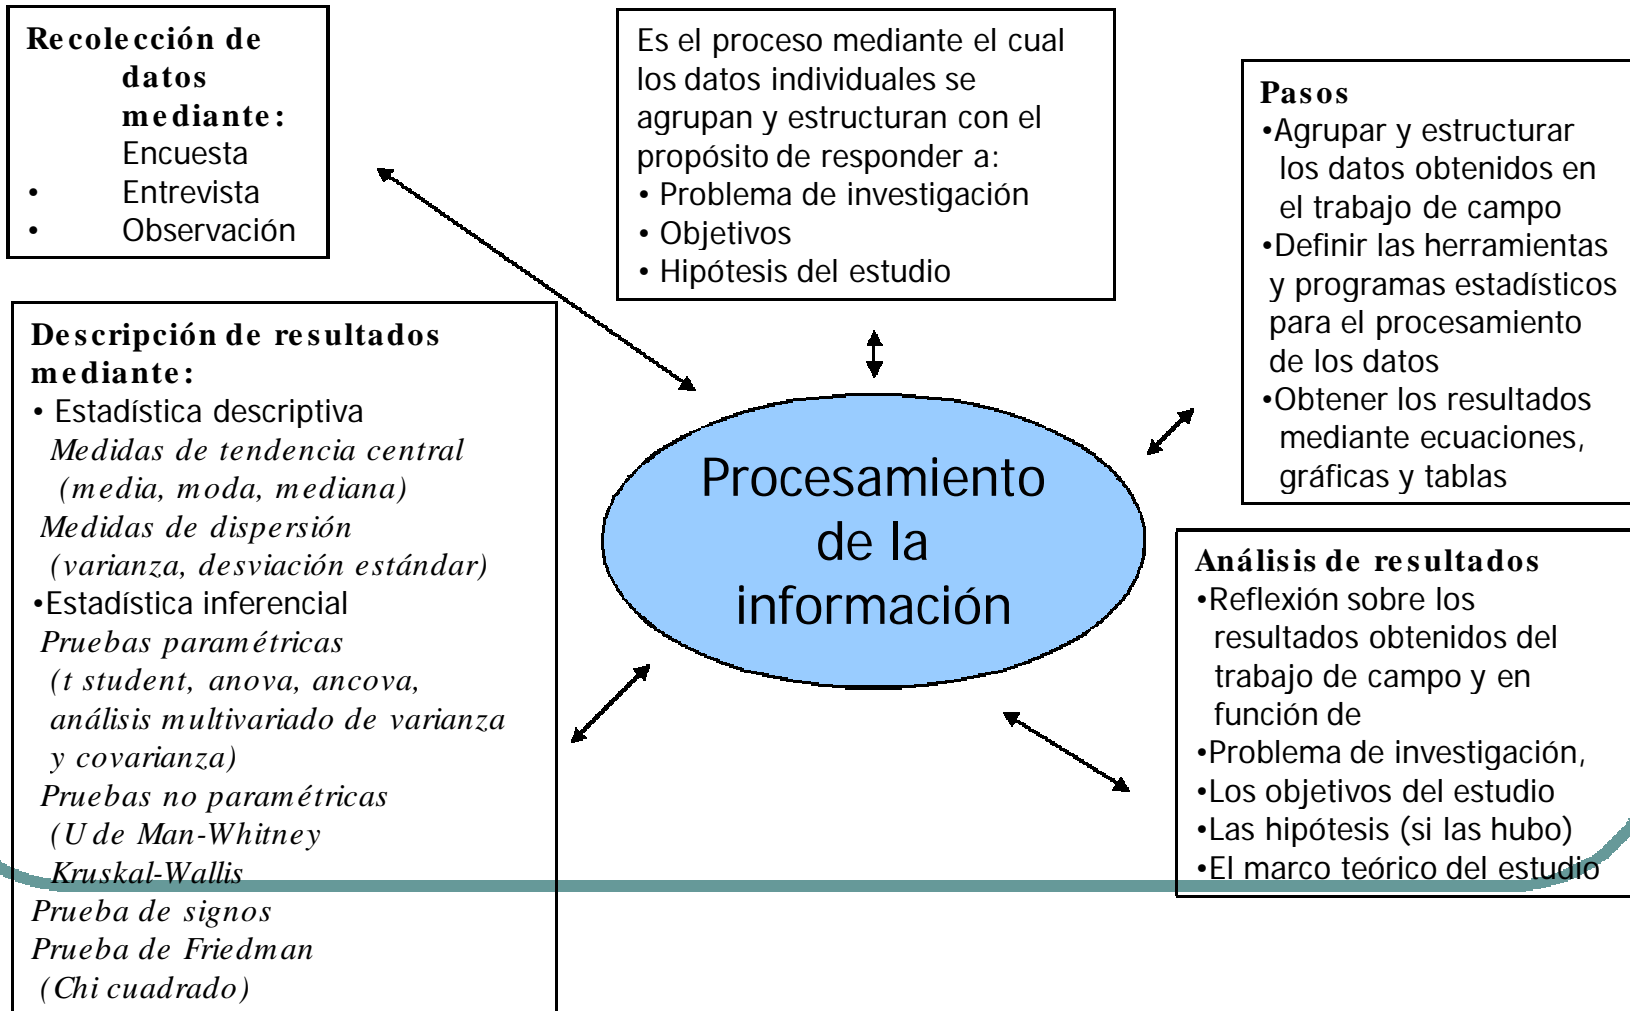 Recolección de
datos
mediante:
Encuesta
• Entrevista
• Observación
Es el proceso mediante el cual
los datos individuales se
agrupan y estructuran con el
propósito de responder a:
• Problema de investigación
• Objetivos
• Hipótesis del estudio
Pasos
•Agrupar y estructurar
los datos obtenidos en
el trabajo de campo
•Definir las herramientas
y programas estadísticos
para el procesamiento
de los datos
•Obtener los resultados
mediante ecuaciones,
gráficas y tablas
Descripción de resultados
mediante:
• Estadística descriptiva
Medidas de tendencia central
(media, moda, mediana)
Medidas de dispersión
(varianza, desviación estándar)
•Estadística inferencial
Pruebas paramétricas
(t student, anova, ancova,
análisis multivariado de varianza
y covarianza)
Pruebas no paramétricas
(U de Man-Whitney
Kruskal-Wallis
Prueba de signos
Prueba de Friedman
(Chi cuadrado)
Procesamiento
de la
información
Análisis de resultados
•Reflexión sobre los
resultados obtenidos del
trabajo de campo y en
función de
•Problema de investigación,
•Los objetivos del estudio
•Las hipótesis (si las hubo)
•El marco teórico del estudio